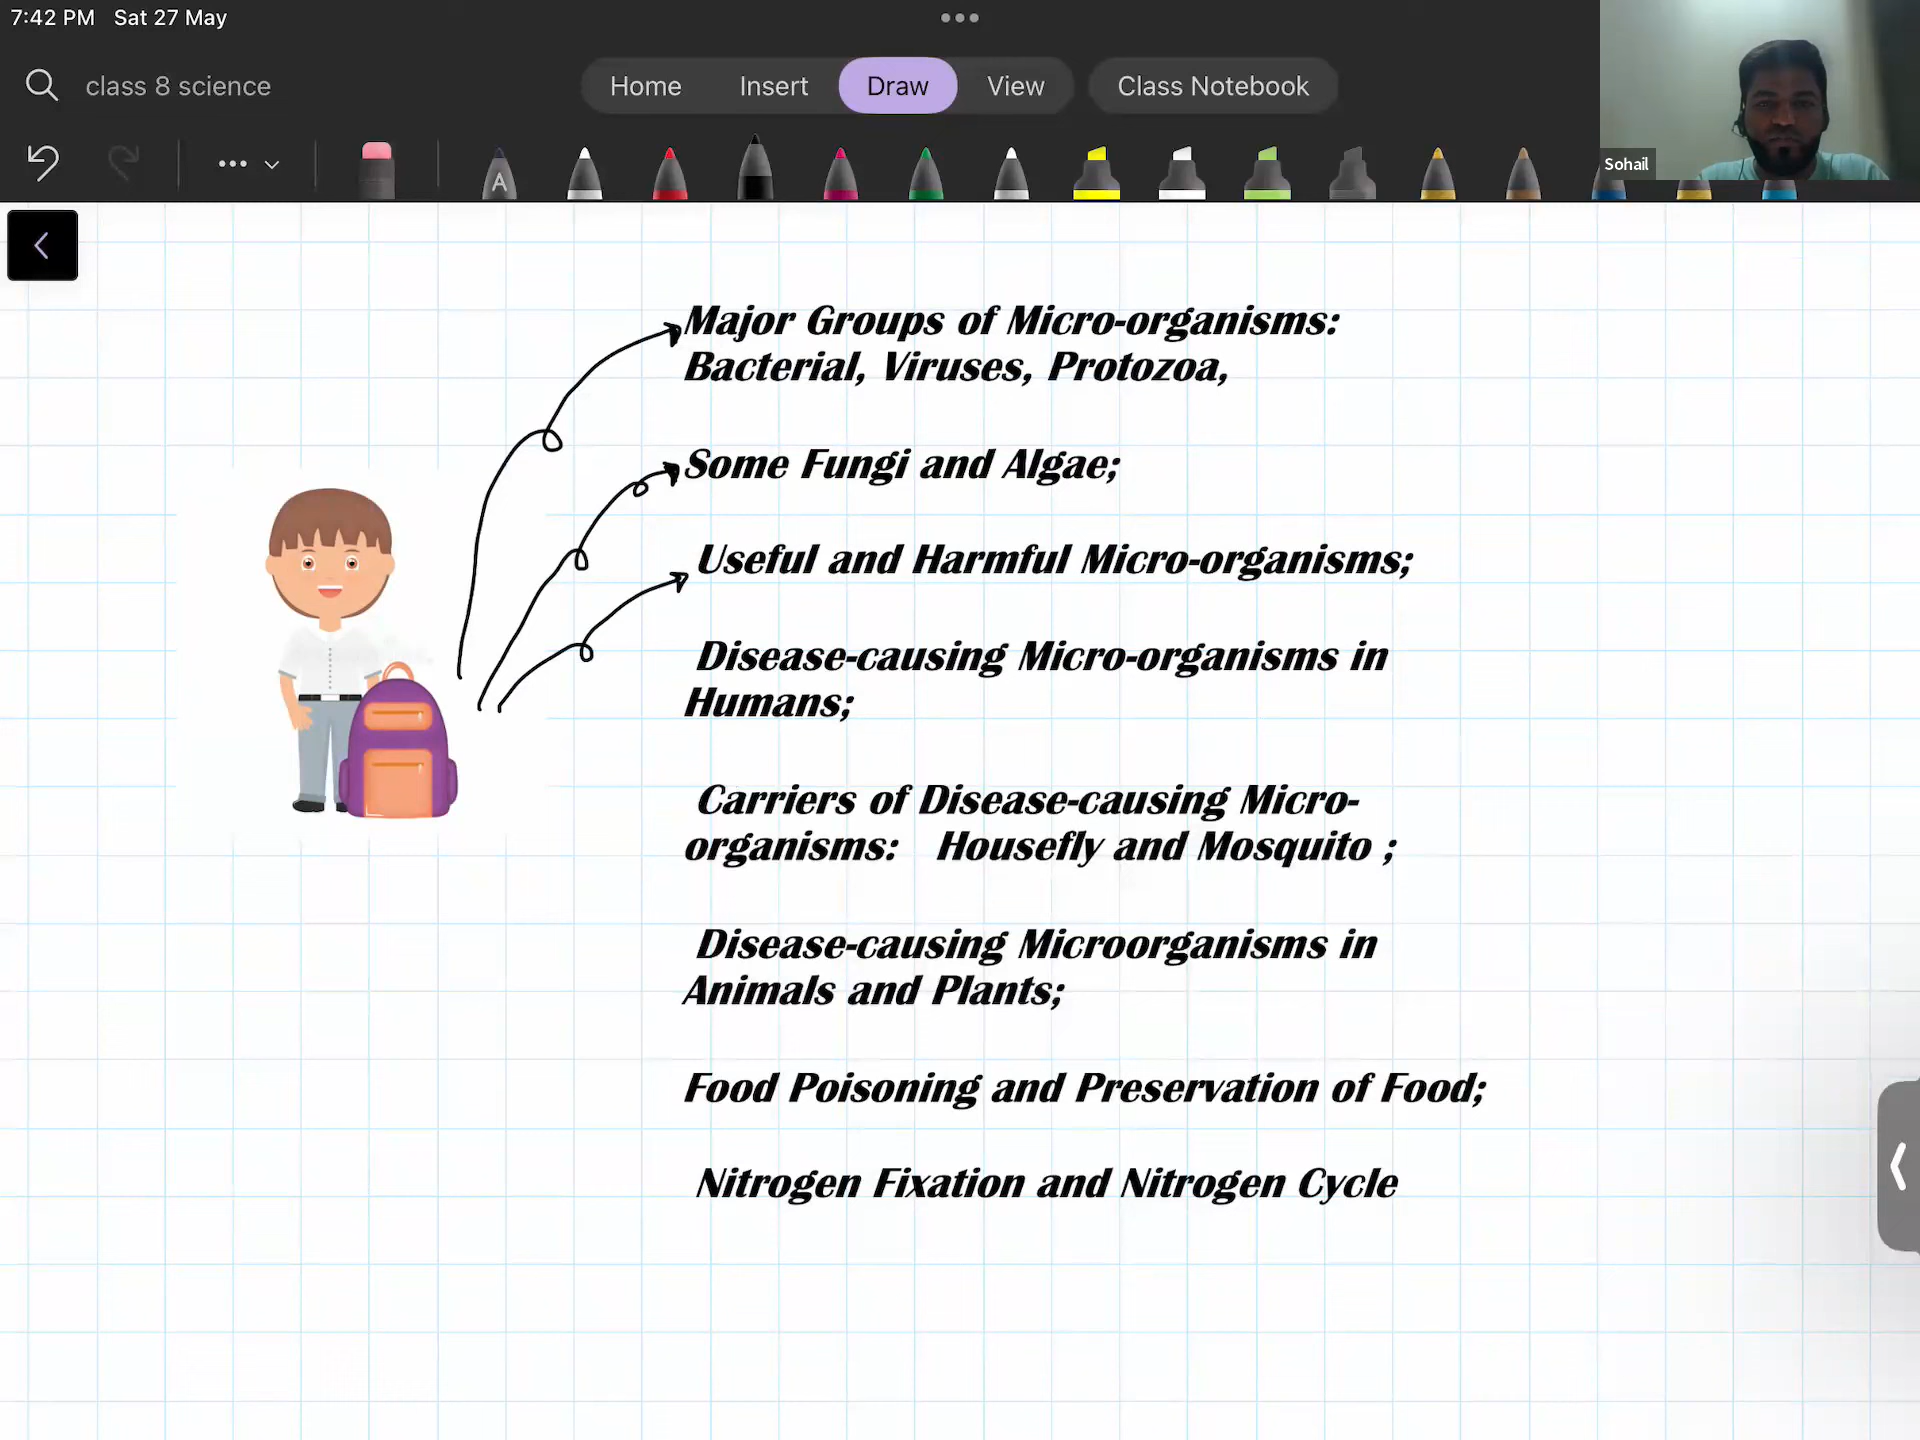 7:42 PM Sat 27 May
class 8 science
Home Insert Draw View Class Notebook
A
Sohail
Major Groups of Micro-organisms:
Bacterial, Viruses, Protozoa,
Some Fungi and Algae;
Useful and Harmful Micro-organisms;
Disease-causing Micro-organisms in
Humans;
Carriers of Disease-causing Micro-
organisms: Housefly and Mosquito ;
Disease-causing Microorganisms in
Animals and Plants;
Food Poisoning and Preservation of Food;
Nitrogen Fixation and Nitrogen Cycle